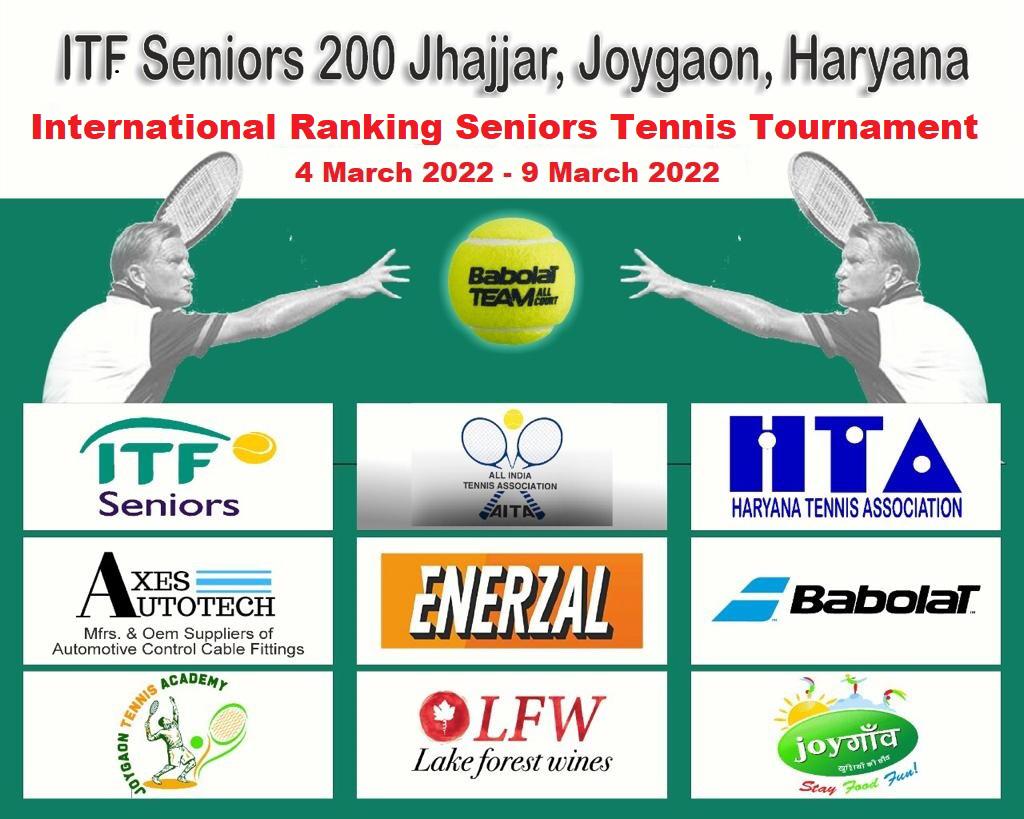 ITF Seniors 200 Jhajjar, Joygaon, Haryana
International Ranking Seniors Tennis Tournament
4 March 2022 - 9 March 2022
BabolaT
TEAM ALL COURT
ITF
Seniors
ALL INDIA
TENNIS ASSOCIATION
AITA
HTA
HARYANA TENNIS ASSOCIATION
AXES
AUTOTECH
Mfrs. & Oem Suppliers of
Automotive Control Cable Fittings
ENERZAL
BabolaT
JOYGAON TENNIS ACADEMY
LFW
Lake forest wines
joyगाँव
खुशियों की छाँव
Stay Food Fun!